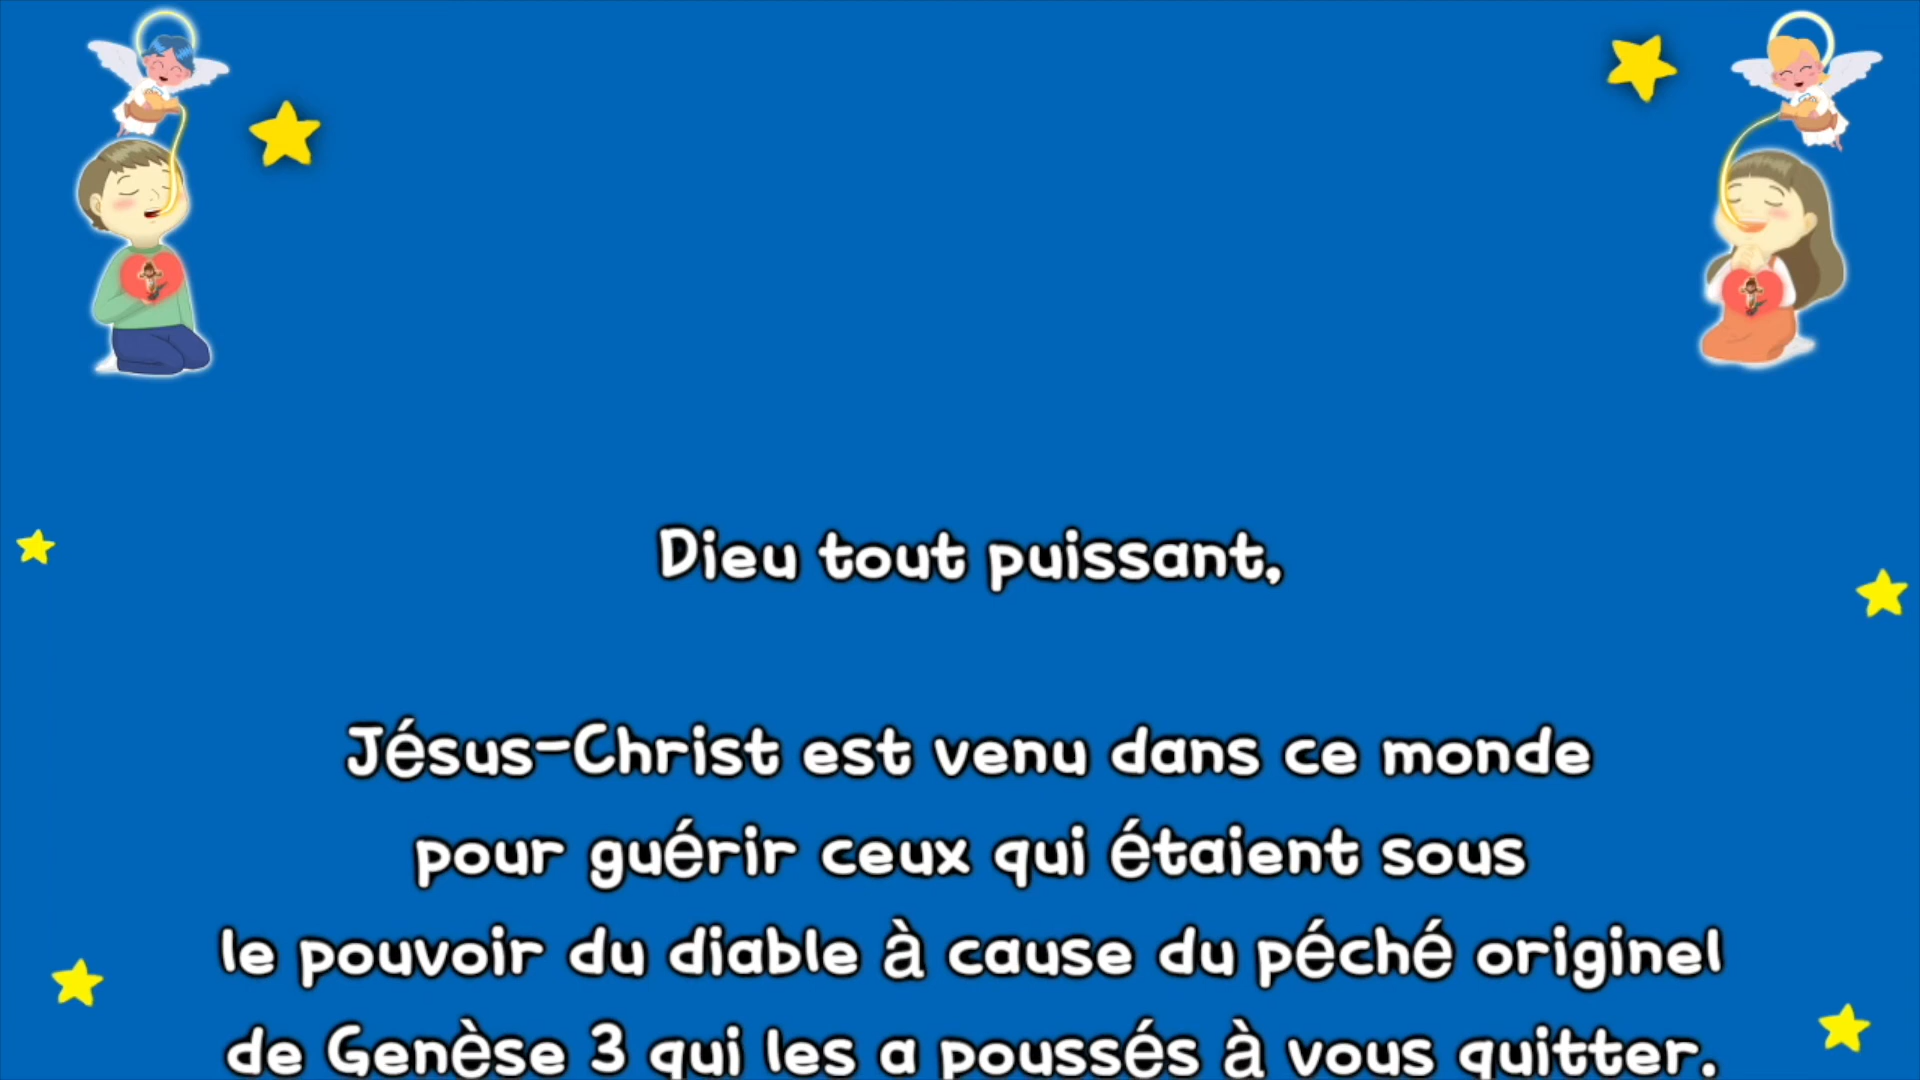 Dieu tout puissant,
Jésus-Christ est venu dans ce monde
pour guérir ceux qui étaient sous
le pouvoir du diable à cause du péché originel
de Genèse 3 qui les a poussés à vous quitter.